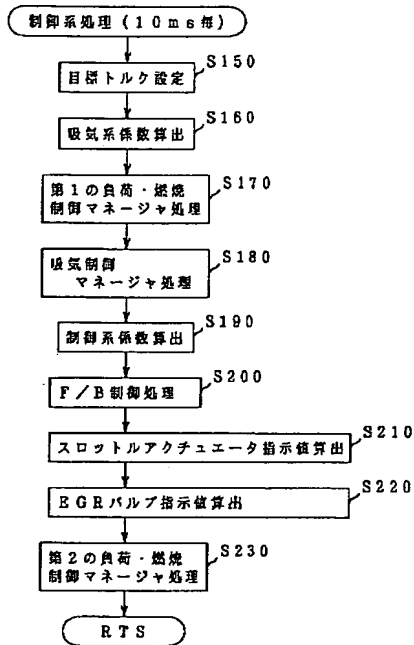 制御系処理(10ms毎)
S150
目標トルク設定
S160
吸気系係数算出
S170
第1の負荷・燃焼
制御マネージャ処理
S180
吸気制御
マネージャ処理
S190
制御系係数算出
S200
F/B制御処理
S210
スロットルアクチュエータ指示値算出
S220
EGRバルブ指示値算出
S230
第2の負荷・燃焼
制御マネージャ処理
RTS